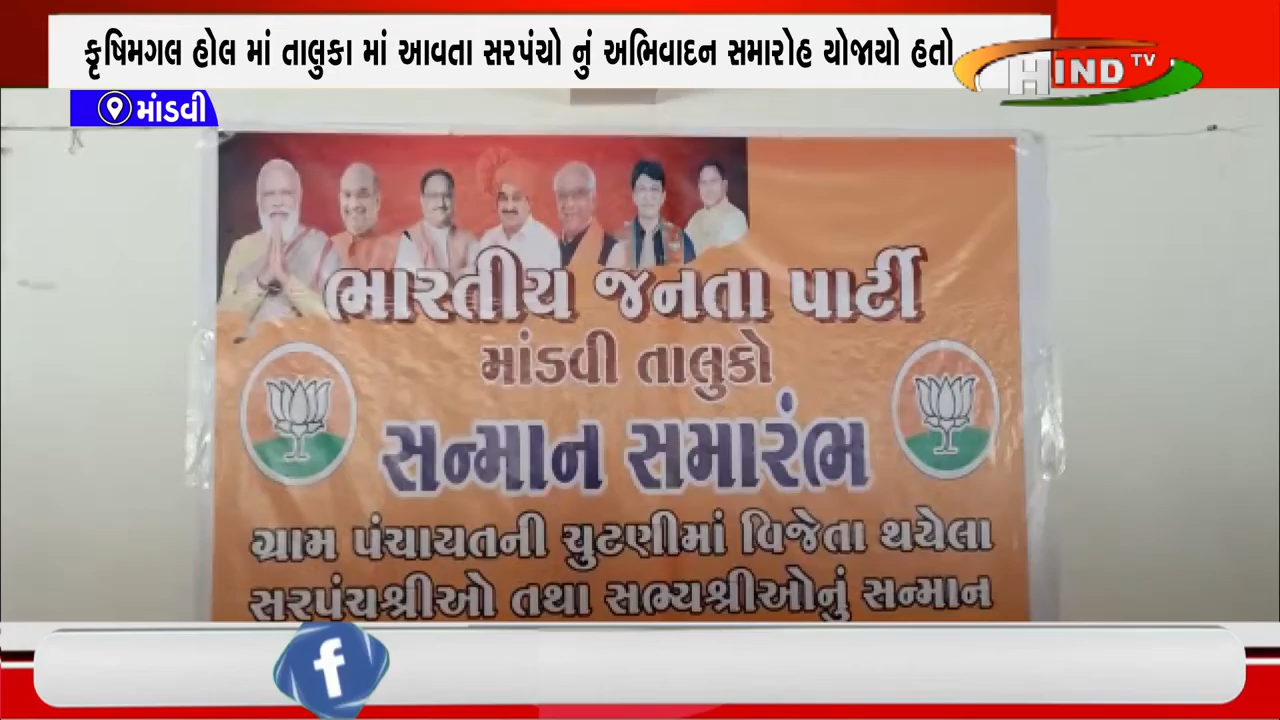 કૃષિમગલ હોલ માં તાલુકા માં આવતા સરપંચો નું અભિવાદન સમારોહ યોજાયો હતો
HIND TV
માંડવી
ભારતીય જનતા પાર્ટી
માંડવી તાલુકો
સન્માન સમારંભ
ગ્રામ પંચાયતની ચુટણીમાં વિજેતા થયેલા
સરપંચશ્રીઓ તથા સભ્યશ્રીઓનું સન્માન